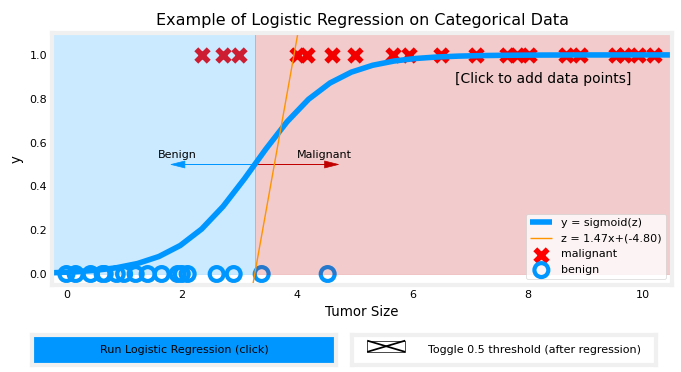 Example of Logistic Regression on Categorical Data
1.0
0.8
0.6
0.4
0.2
0.0
y
[Click to add data points]
Benign
Malignant
y = sigmoid(z)
z = 1.47x+(-4.80)
malignant
benign
0 2 4 6 8 10
Tumor Size
Run Logistic Regression (click)
Toggle 0.5 threshold (after regression)